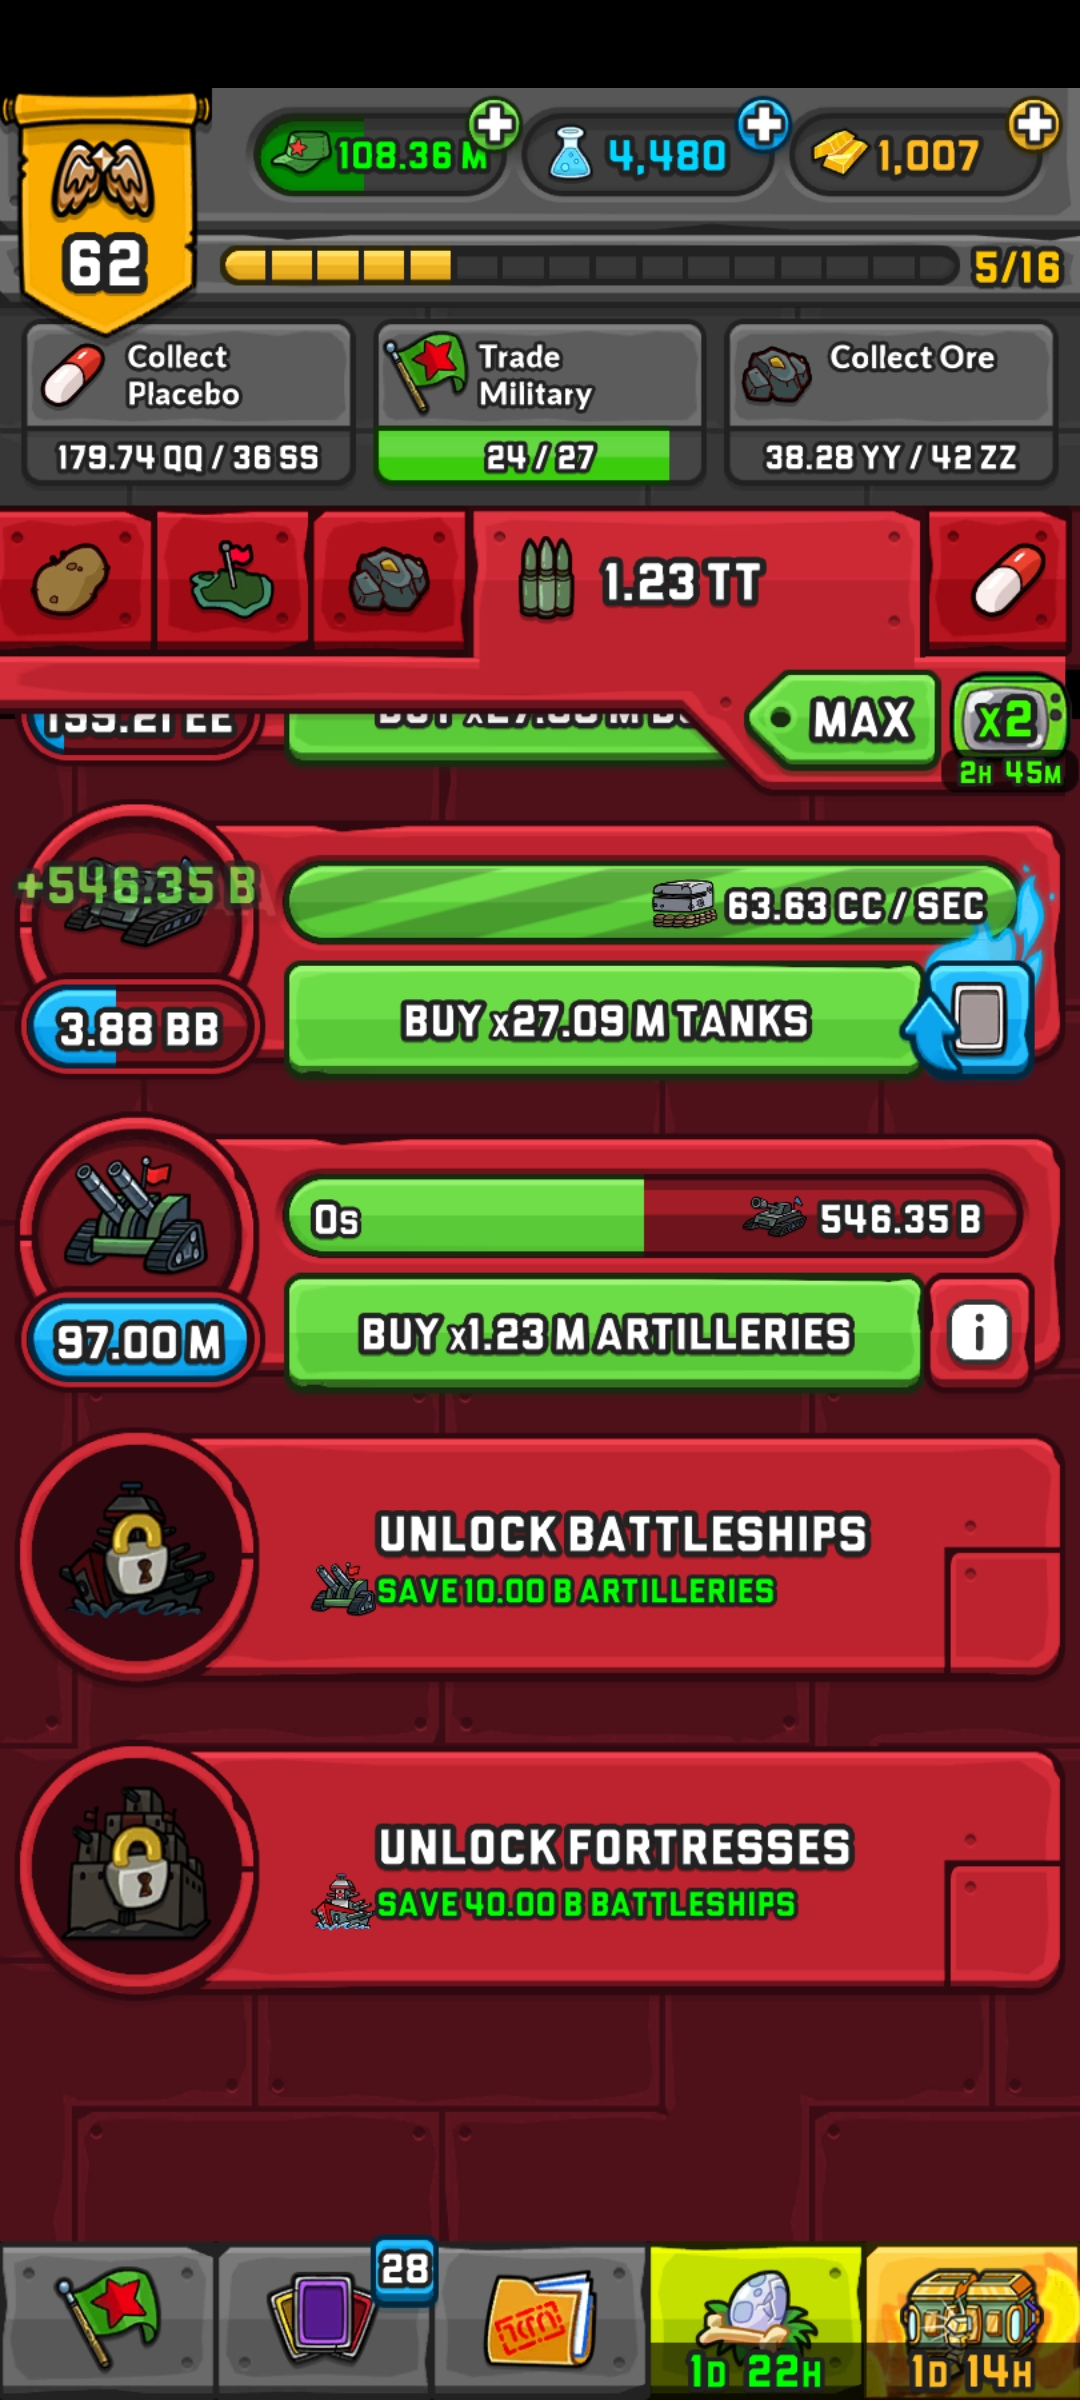 108.36 M
4,480
1,007
62
5/16
Collect
Placebo
179.74 QQ / 36 SS
Trade
Military
24 / 27
Collect Ore
38.28 YY / 42 ZZ
1.23 TT
MAX
x2
2H 45M
+546.35 B
63.63 CC / SEC
3.88 BB
BUY x27.09 M TANKS
0s
546.35 B
97.00 M
BUY x1.23 M ARTILLERIES
i
UNLOCK BATTLESHIPS
SAVE 10.00 B ARTILLERIES
UNLOCK FORTRESSES
SAVE 40.00 B BATTLESHIPS
28
1D 22H
1D 14H